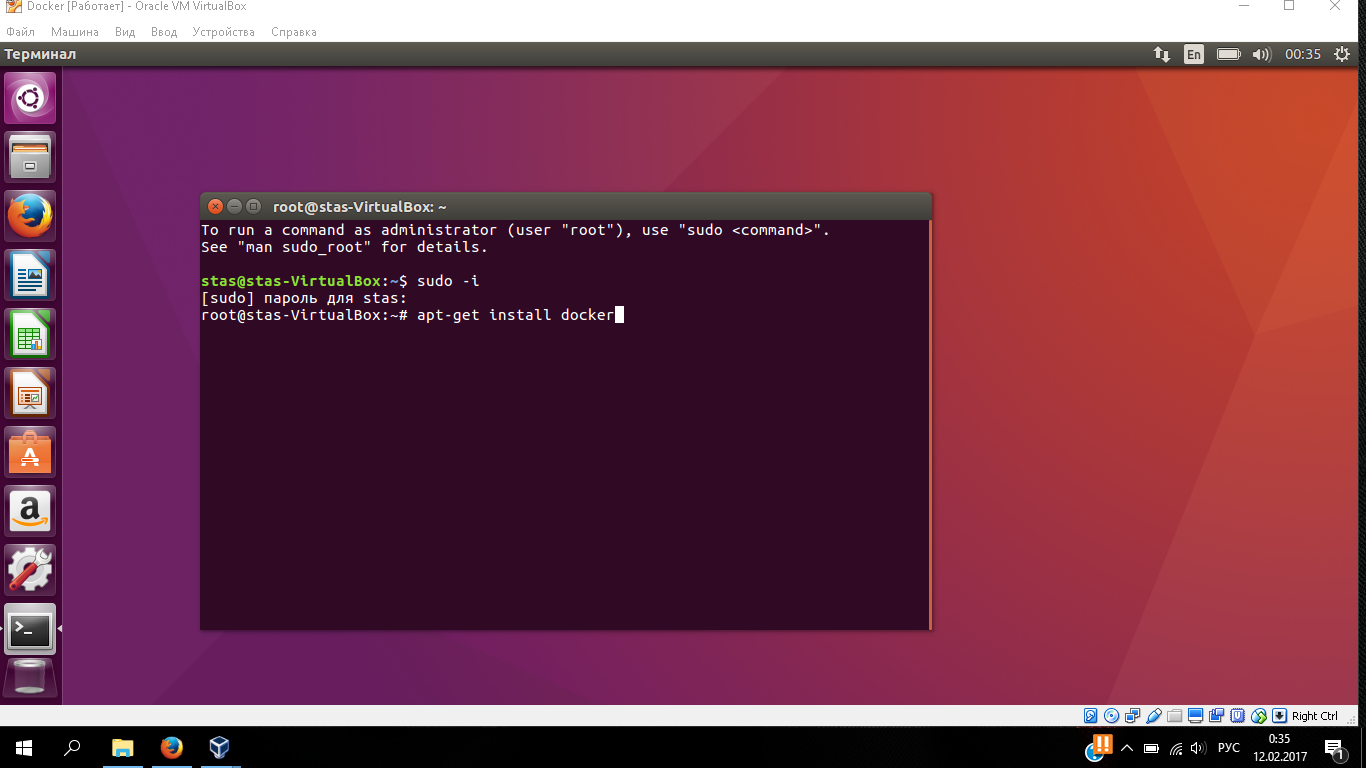 Docker [Работает] - Oracle VM VirtualBox
Файл Машина Вид Ввод Устройства Справка
Терминал En 00:35
root@stas-VirtualBox: ~
To run a command as administrator (user "root"), use "sudo <command>".
See "man sudo_root" for details.
stas@stas-VirtualBox:~$ sudo -i
[sudo] пароль для stas:
root@stas-VirtualBox:~# apt-get install docker
Right Ctrl
РУС
0:35
12.02.2017
1